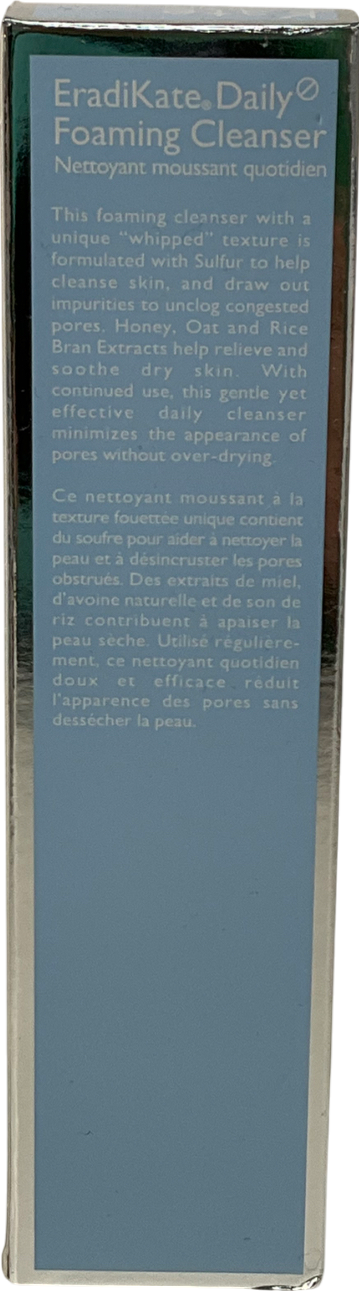 EradiKate® Daily
Foaming Cleanser
Nettoyant moussant quotidien
This foaming cleanser with a
unique “whipped” texture is
formulated with Sulfur to help
cleanse skin, and draw out
impurities to unclog congested
pores. Honey, Oat and Rice
Bran Extracts help relieve and
soothe dry skin. With
continued use, this gentle yet
effective daily cleanser
minimizes the appearance of
pores without over-drying.
Ce nettoyant moussant à la
texture fouettée unique contient
du soufre pour aider à nettoyer la
peau et à désincruster les pores
obstrués. Des extraits de miel,
d'avoine naturelle et de son de
riz contribuent à apaiser la
peau sèche. Utilisé régulière-
ment, ce nettoyant quotidien
doux et efficace réduit
l'apparence des pores sans
dessécher la peau.